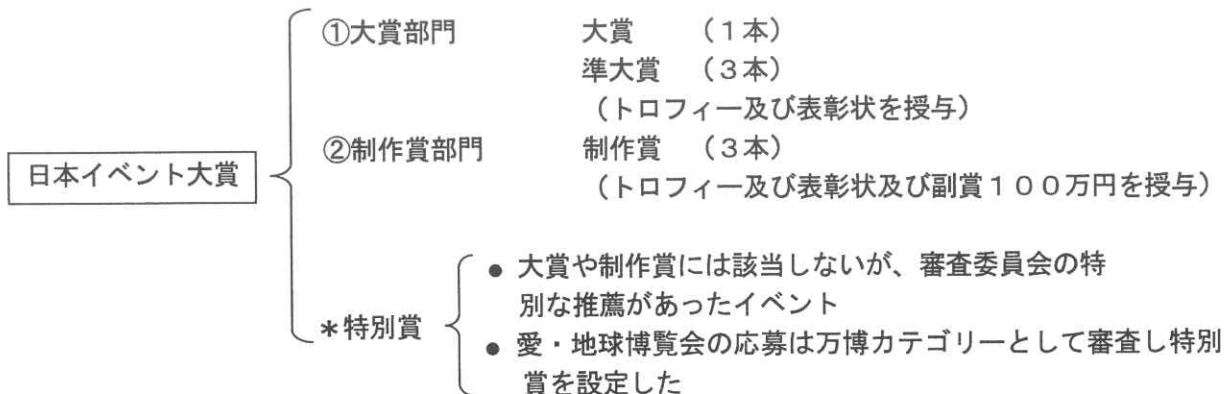 ①大賞部門 大賞 (1本)
準大賞 (3本)
(トロフィー及び表彰状を授与)
②制作賞部門 制作賞 (3本)
日本イベント大賞
(トロフィー及び表彰状及び副賞100万円を授与)
● 大賞や制作賞には該当しないが、審査委員会の特
別な推薦があったイベント
*特別賞
● 愛・地球博覧会の応募は万博カテゴリーとして審査し特別
賞を設定した